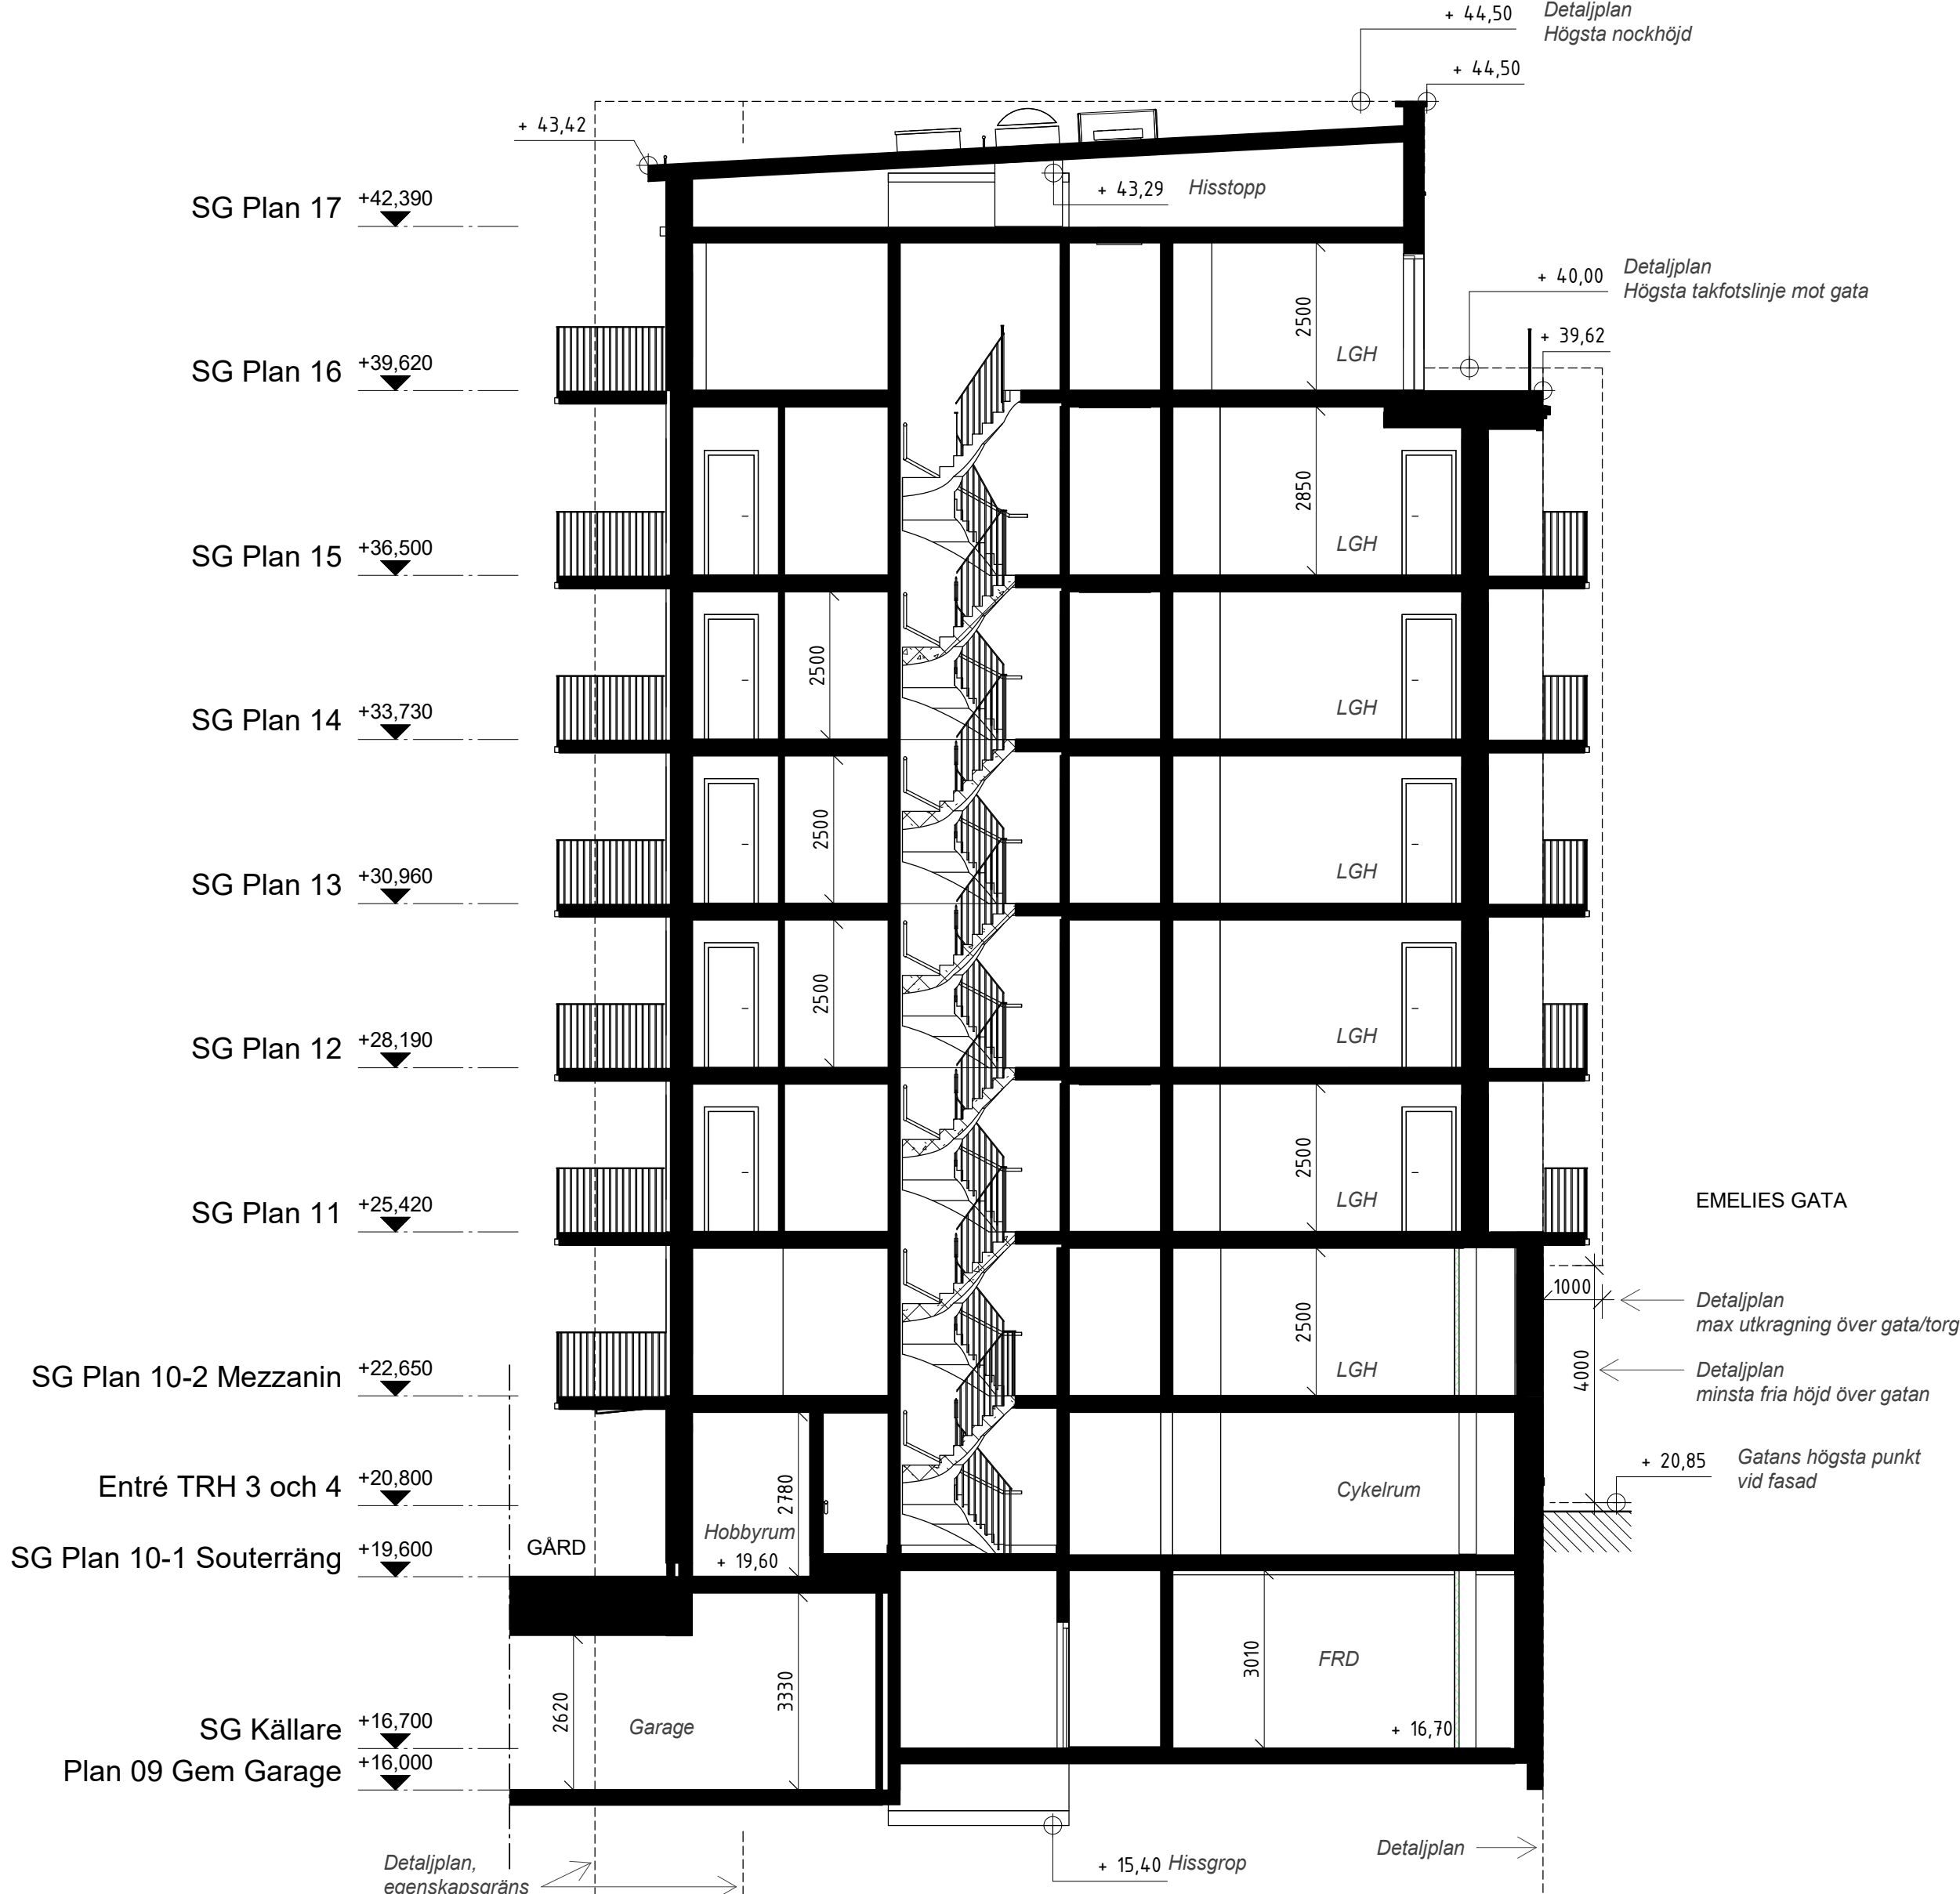 + 44,50
Detaljplan
Högsta nockhöjd
+ 44,50
+ 43,42
SG Plan 17 +42,390
+ 43,29 Hisstopp
+ 40,00
Detaljplan
Högsta takfotslinje mot gata
+ 39,62
2500
LGH
SG Plan 16 +39,620
2850
LGH
SG Plan 15 +36,500
2500
LGH
SG Plan 14 +33,730
2500
LGH
SG Plan 13 +30,960
2500
LGH
SG Plan 12 +28,190
2500
LGH
EMELIES GATA
SG Plan 11 +25,420
1000
Detaljplan
max utkragning över gata/torg
2500
LGH
4000
Detaljplan
minsta fria höjd över gatan
SG Plan 10-2 Mezzanin +22,650
+ 20,85
Gatans högsta punkt
vid fasad
Entré TRH 3 och 4 +20,800
2780
Cykelrum
Hobbyrum
+ 19,60
GÅRD
SG Plan 10-1 Souterräng +19,600
2620
Garage
3330
3010
FRD
+ 16,70
SG Källare +16,700
Plan 09 Gem Garage +16,000
Detaljplan,
egenskapsgräns
+ 15,40 Hissgrop
Detaljplan